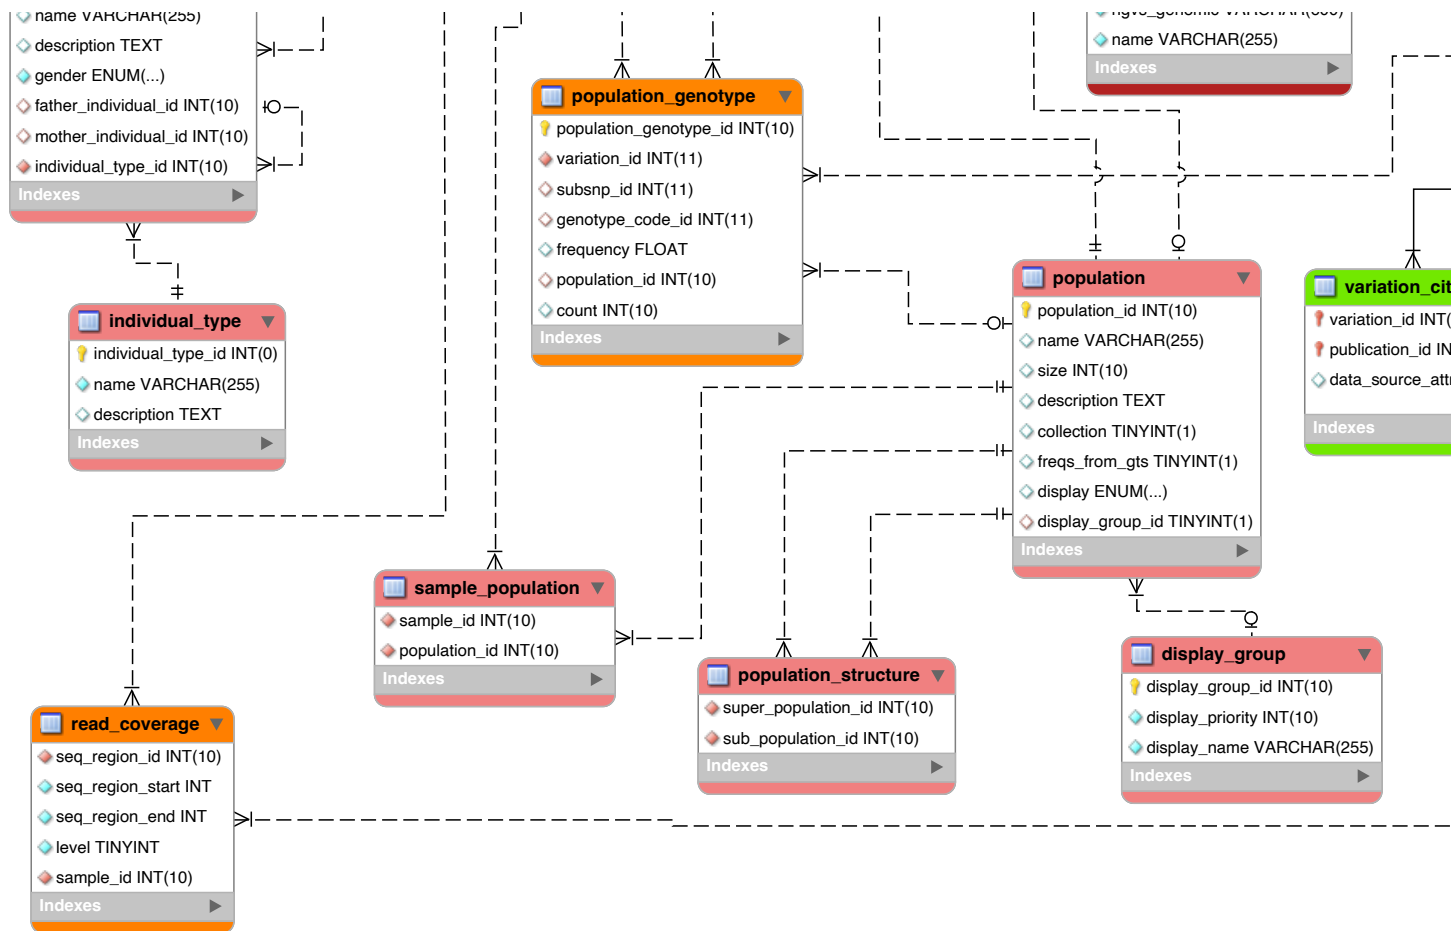 name VARCHAR(255)
description TEXT
gender ENUM(...)
father_individual_id INT(10)
mother_individual_id INT(10)
individual_type_id INT(10)
Indexes
individual_type
individual_type_id INT(0)
name VARCHAR(255)
description TEXT
Indexes
population_genotype
population_genotype_id INT(10)
variation_id INT(11)
subsnp_id INT(11)
genotype_code_id INT(11)
frequency FLOAT
population_id INT(10)
count INT(10)
Indexes
name VARCHAR(255)
Indexes
population
population_id INT(10)
name VARCHAR(255)
size INT(10)
description TEXT
collection TINYINT(1)
freqs_from_gts TINYINT(1)
display ENUM(...)
display_group_id TINYINT(1)
Indexes
variation_cit
variation_id INT(
publication_id IN
data_source_att
Indexes
sample_population
sample_id INT(10)
population_id INT(10)
Indexes
population_structure
super_population_id INT(10)
sub_population_id INT(10)
Indexes
display_group
display_group_id INT(10)
display_priority INT(10)
display_name VARCHAR(255)
Indexes
read_coverage
seq_region_id INT(10)
seq_region_start INT
seq_region_end INT
level TINYINT
sample_id INT(10)
Indexes